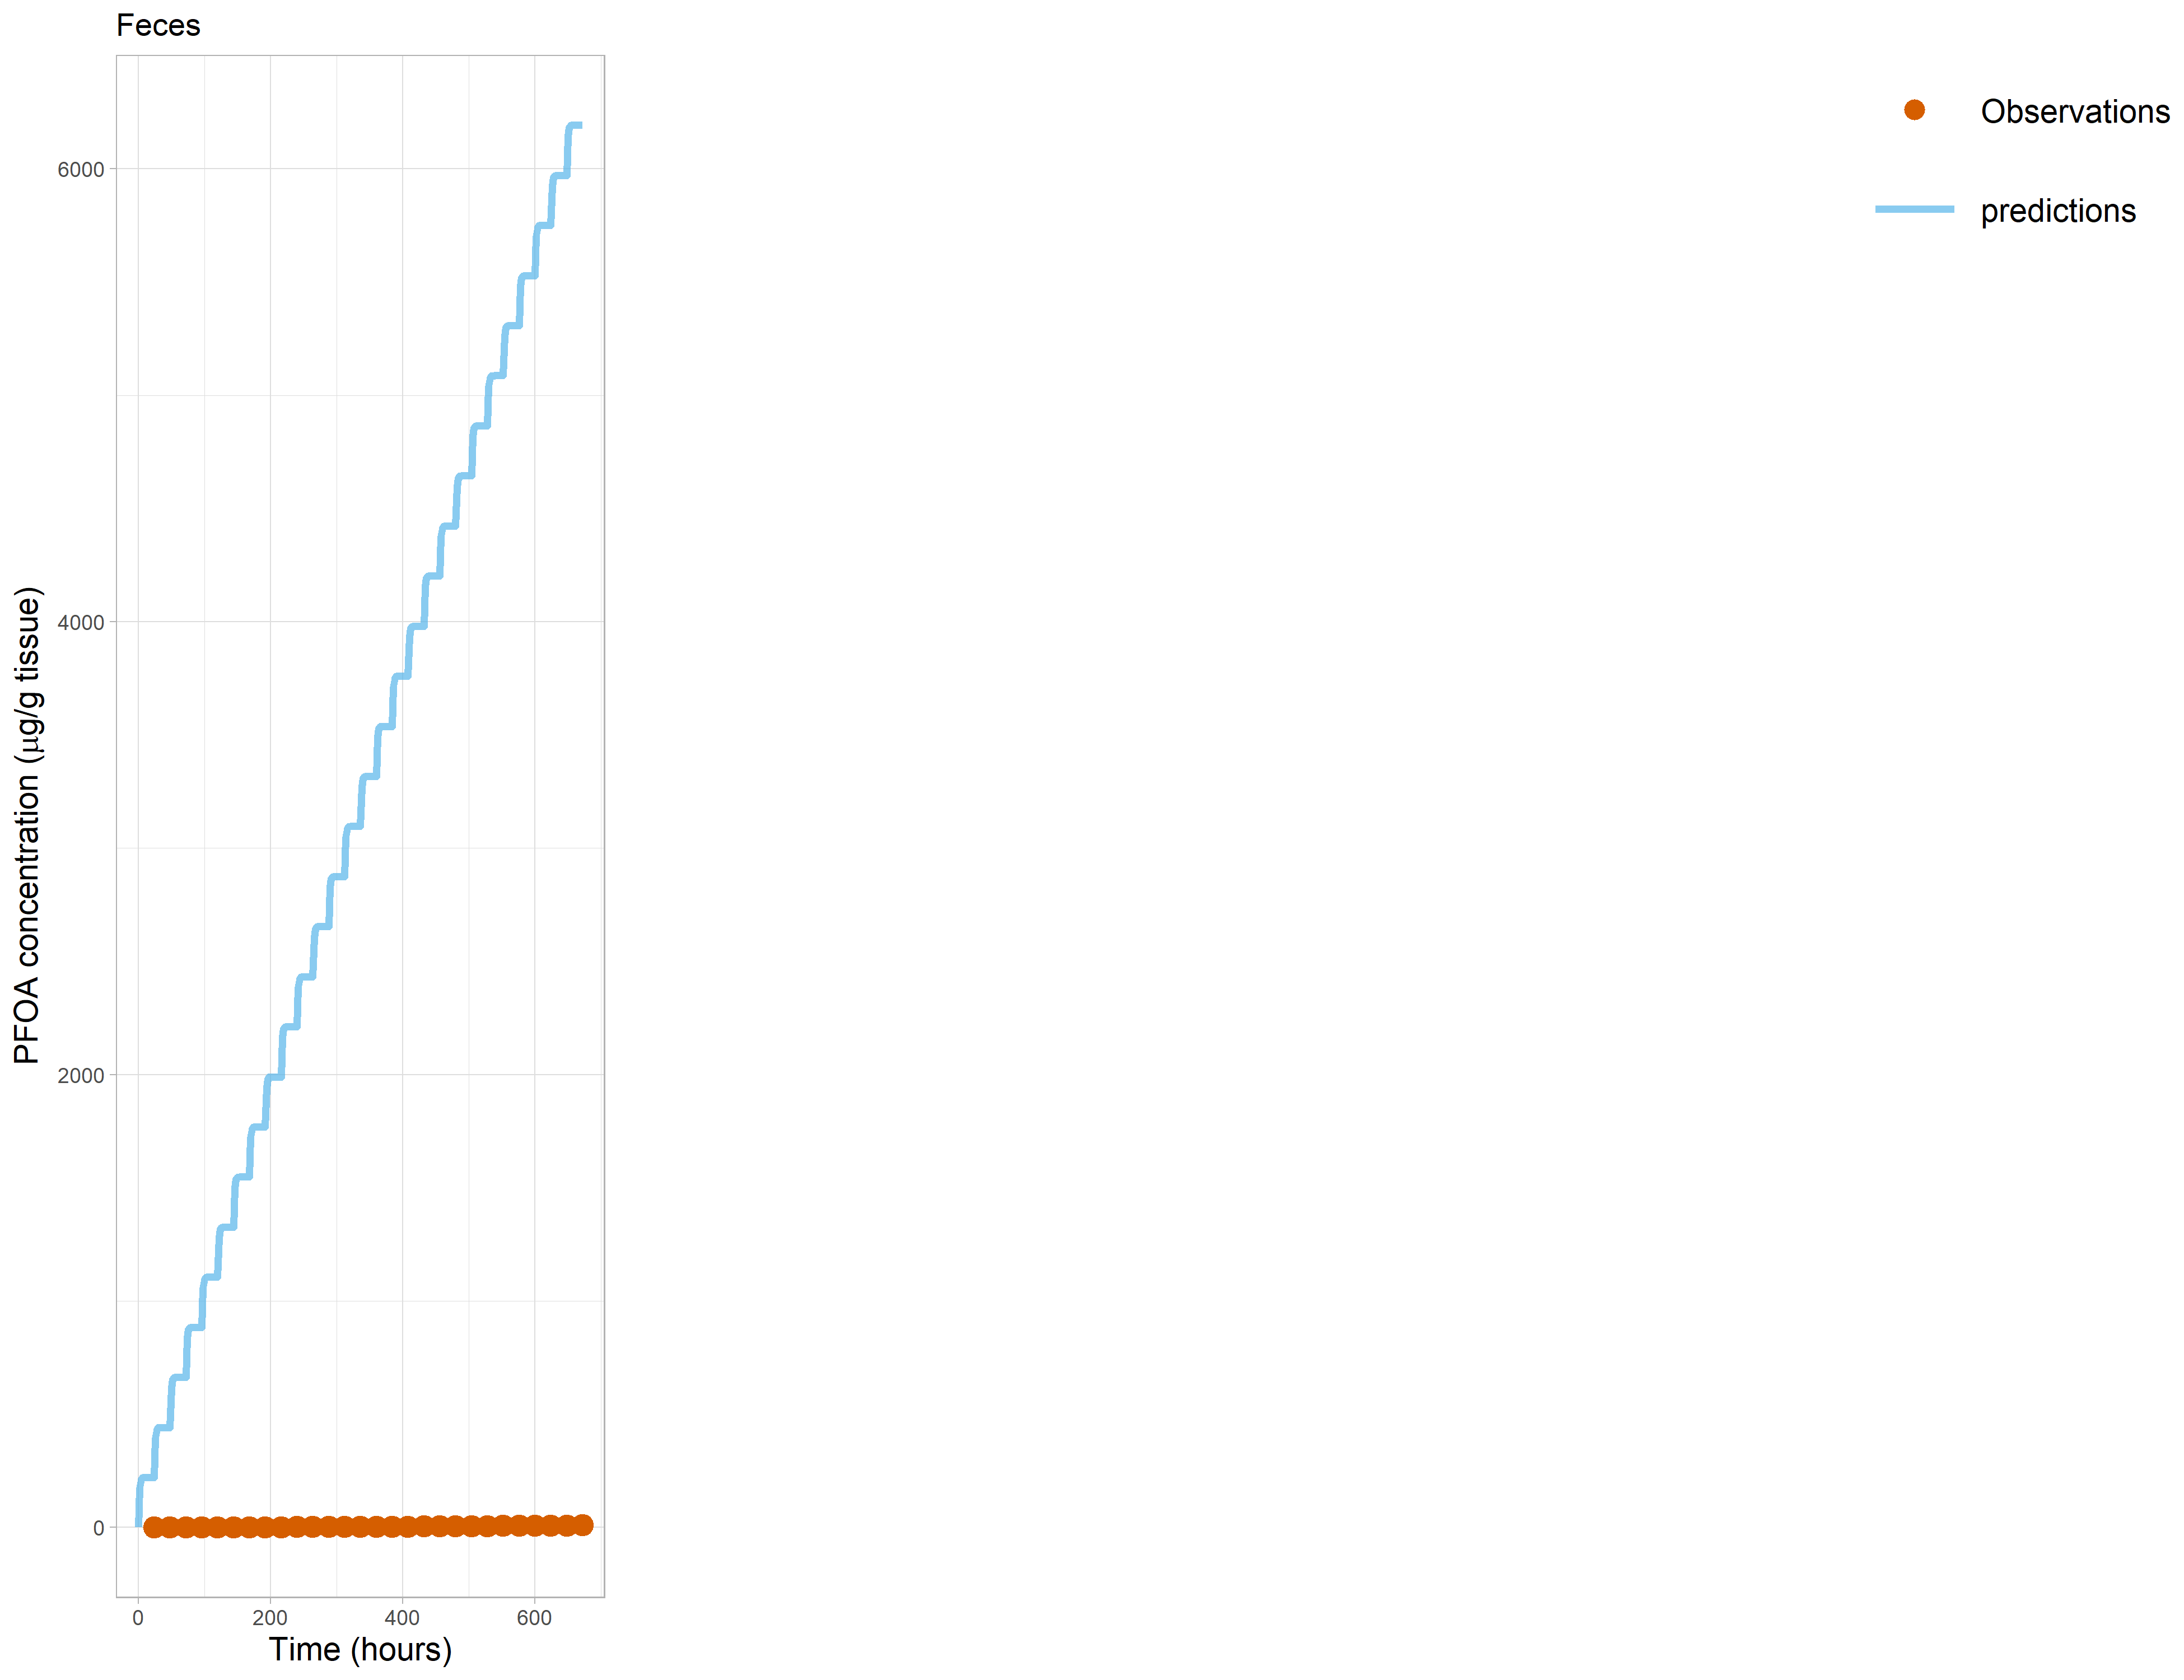 Feces
PFOA concentration (μg/g tissue)
6000
4000
2000
0
0 200 400 600
Time (hours)
Observations
predictions